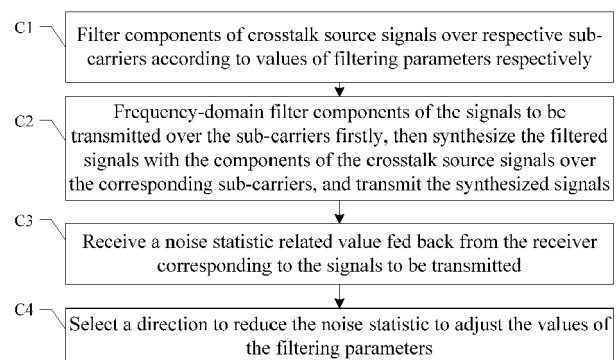 C1
Filter components of crosstalk source signals over respective sub-
carriers according to values of filtering parameters respectively
C2
Frequency-domain filter components of the signals to be
transmitted over the sub-carriers firstly, then synthesize the filtered
signals with the components of the crosstalk source signals over
the corresponding sub-carriers, and transmit the synthesized signals
C3
Receive a noise statistic related value fed back from the receiver
corresponding to the signals to be transmitted
C4
Select a direction to reduce the noise statistic to adjust the values of
the filtering parameters